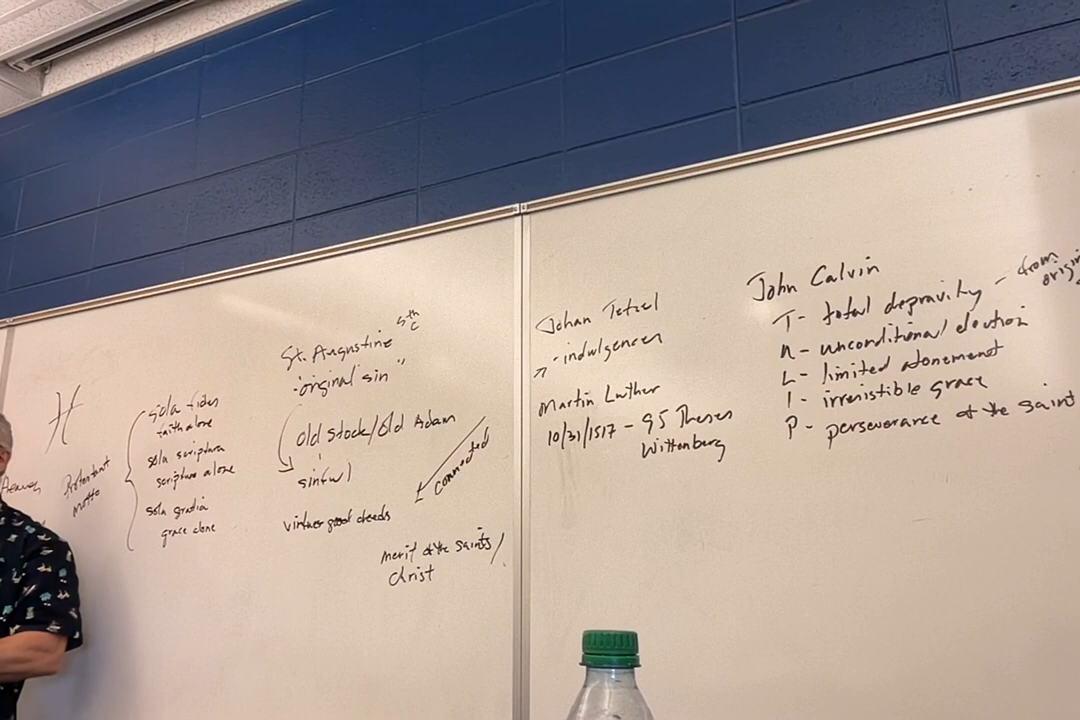 Heaven
Protestant
motto
sola fides
faith alone
sola scriptura
scripture alone
sola gratia
grace alone
St. Augustine 5th C
"original sin"
old stock/old Adam
sinful
virtues good deeds
connected
merit of the saints/
Christ
Johan Tetzel
- indulgences
Martin Luther
10/31/1517 - 95 Theses
Wittenberg
John Calvin
T- total depravity - from
U- unconditional election
L- limited atonement
I- irresistible grace
P- perseverance of the saint